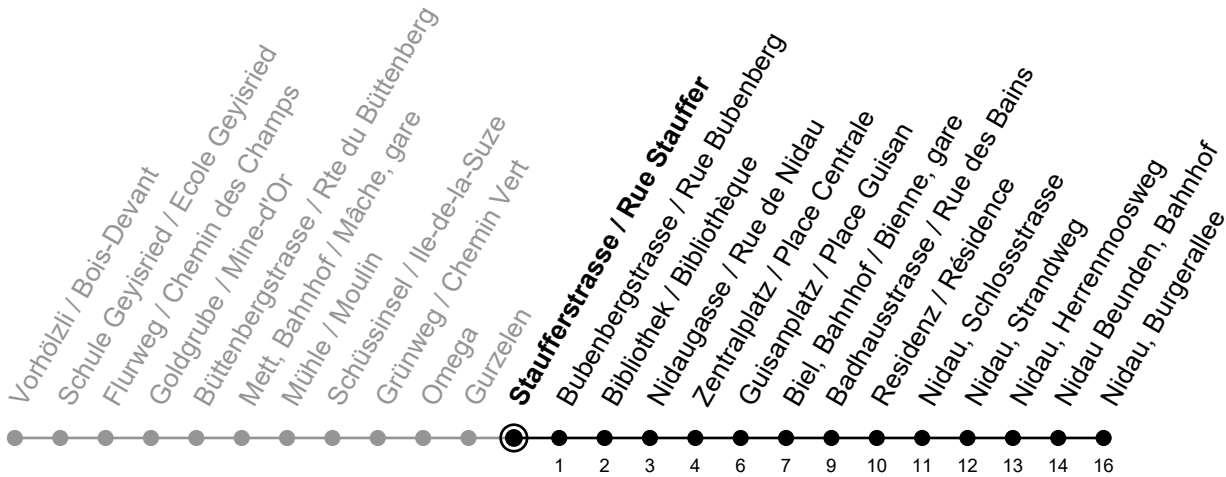 Vorhölzli / Bois-Devant
Schule Geyisried / Ecole Geyisried
Flurweg / Chemin des Champs
Goldgrube / Mine-d'Or
Büttenbergstrasse / Rte du Büttenberg
Mett, Bahnhof / Mâche, gare
Mühle / Moulin
Schüssinsel / Ile-de-la-Suze
Grünweg / Chemin Vert
Omega
Gurzelen
Staufferstrasse / Rue Stauffer
Bubenbergstrasse / Rue Bubenberg
Bibliothek / Bibliothèque
Nidaugasse / Rue de Nidau
Zentralplatz / Place Centrale
Guisanplatz / Place Guisan
Biel, Bahnhof / Bienne, gare
Badhausstrasse / Rue des Bains
Residenz / Résidence
Nidau, Schlossstrasse
Nidau, Strandweg
Nidau, Herrenmoosweg
Nidau Beunden, Bahnhof
Nidau, Burgerallee
1 2 3 4 6 7 9 10 11 12 13 14 16